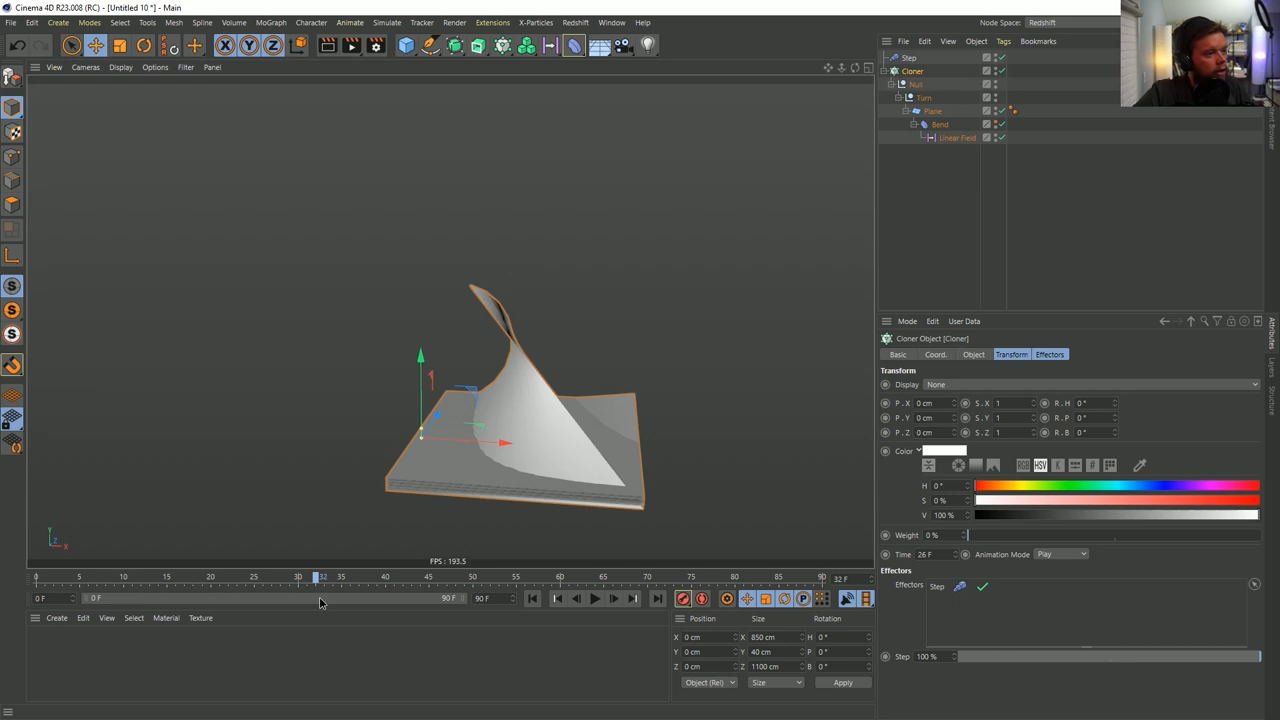 Cinema 4D R23.008 (RC) - [Untitled 10 *] - Main
File Edit Create Modes Select Tools Mesh Spline Volume MoGraph Character Animate Simulate Tracker Render Extensions X-Particles Redshift Window Help Node Space: Redshift
View Cameras Display Options Filter Panel
File Edit View Object Tags Bookmarks
Step
Cloner
Null
Turn
Plane
Bend
Linear Field
Mode Edit User Data
Cloner Object [Cloner]
Basic Coord. Object Transform Effectors
Transform
Display None
P.X 0 cm S.X 1 R.H 0 °
P.Y 0 cm S.Y 1 R.P 0 °
P.Z 0 cm S.Z 1 R.B 0 °
Color
RGB HSV K #
H 0 °
S 0 %
V 100 %
Weight 0 %
Time 26 F Animation Mode Play
Effectors
Effectors Step
Step 100 %
Attributes
Layers
Structure
X Y Z
S
S
S
Y
Z X
FPS : 193.5
0 5 10 15 20 25 30 32 35 40 45 50 55 60 65 70 75 80 85 90 32 F
0 F 0 F 90 F 90 F
P
Create Edit View Select Material Texture
Position Size Rotation
X 0 cm X 850 cm H 0 °
Y 0 cm Y 40 cm P 0 °
Z 0 cm Z 1100 cm B 0 °
Object (Rel) Size Apply